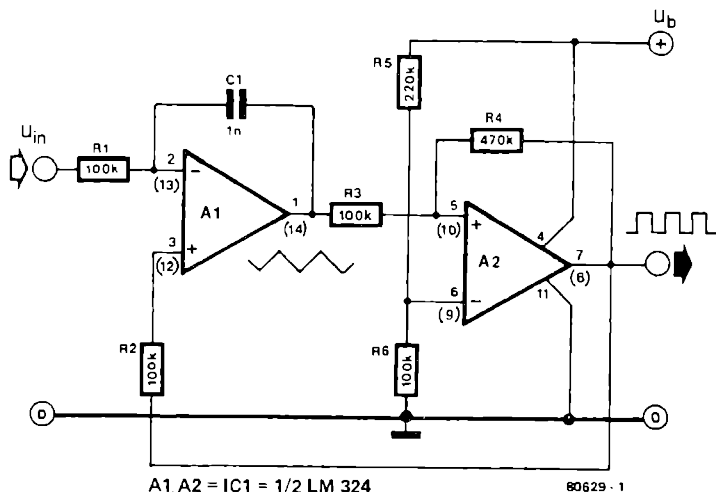 Ub
+
R5
220k
C1
1n
R4
470k
Uin
R1
100k
2
(13)
−
A1
1
(14)
R3
100k
5
(10)
+
4
A2
7
(6)
11
3
(12)
+
6
(9)
−
R2
100k
R6
100k
0
0
A1, A2 = IC1 = 1/2 LM 324
80629 - 1